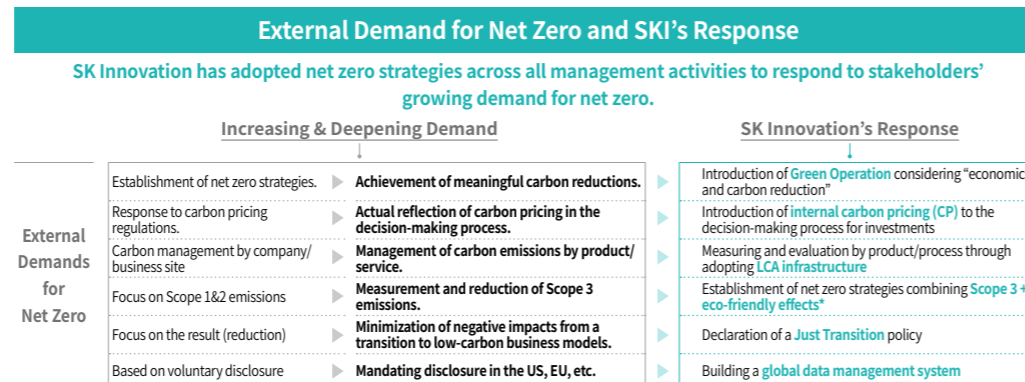 External Demand for Net Zero and SKI's Response
SK Innovation has adopted net zero strategies across all management activities to respond to stakeholders'
growing demand for net zero.
Increasing & Deepening Demand
SK Innovation's Response
External
Demands
for
Net Zero
Establishment of net zero strategies.
Achievement of meaningful carbon reductions.
Introduction of Green Operation considering "economic
and carbon reduction"
Response to carbon pricing
regulations.
Actual reflection of carbon pricing in the
decision-making process.
Introduction of internal carbon pricing (CP) to the
decision-making process for investments
Carbon management by company/
business site
Management of carbon emissions by product/
service.
Measuring and evaluation by product/process through
adopting LCA infrastructure
Focus on Scope 1&2 emissions
Measurement and reduction of Scope 3
emissions.
Establishment of net zero strategies combining Scope 3 +
eco-friendly effects*
Focus on the result (reduction)
Minimization of negative impacts from a
transition to low-carbon business models.
Declaration of a Just Transition policy
Based on voluntary disclosure
Mandating disclosure in the US, EU, etc.
Building a global data management system